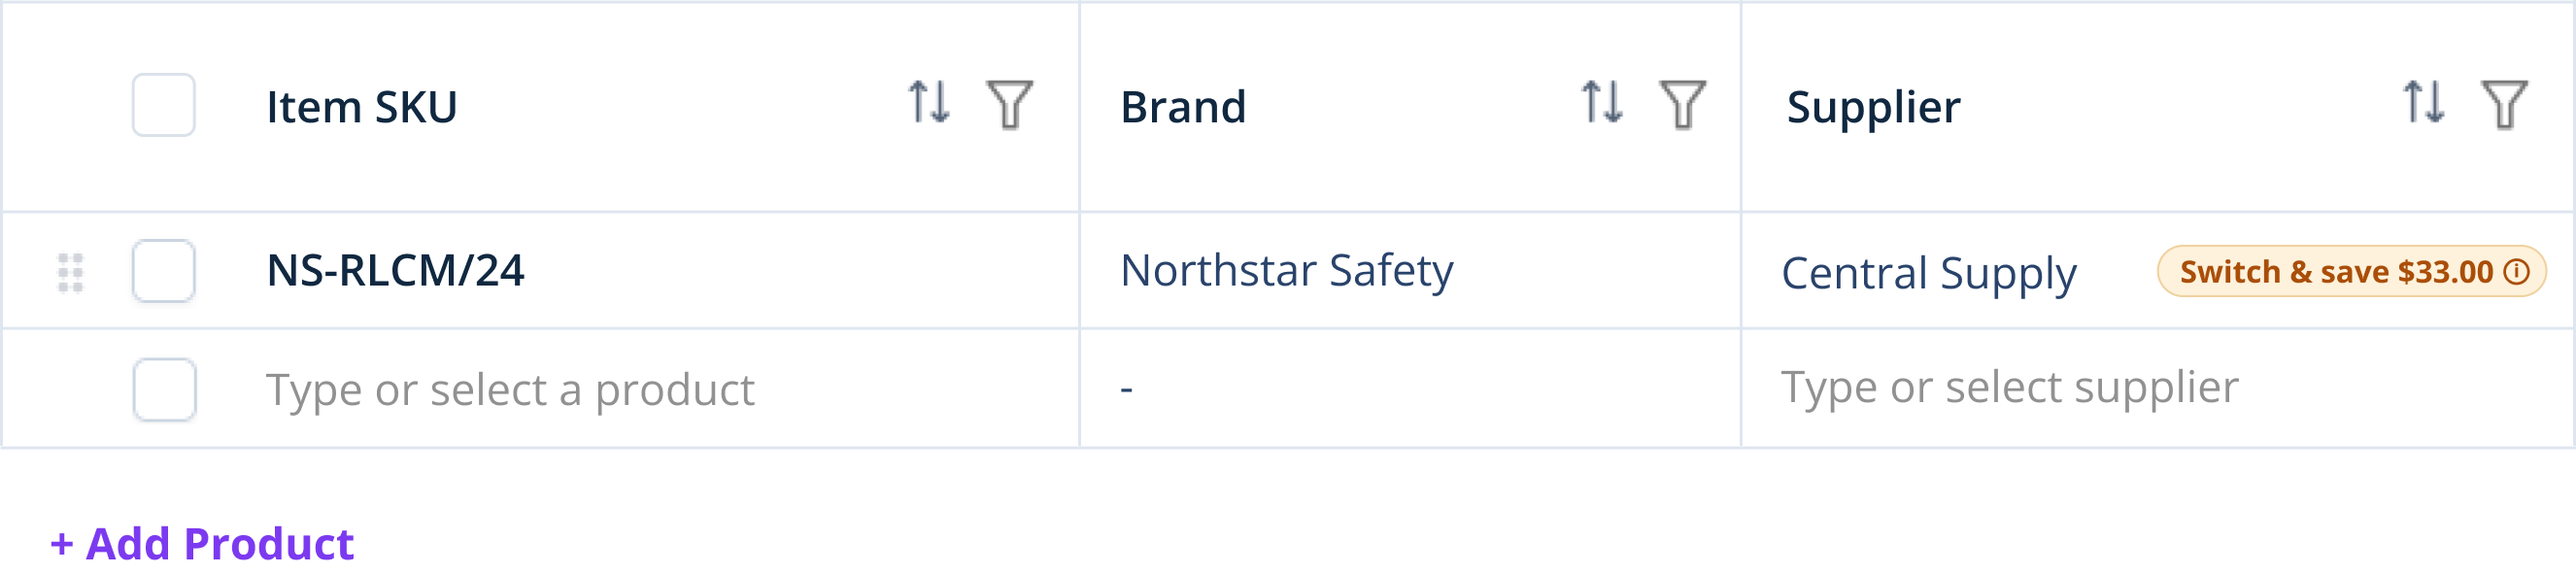 Item SKU Brand Supplier
NS-RLCM/24 Northstar Safety Central Supply Switch & save $33.00
Type or select a product - Type or select supplier
+ Add Product